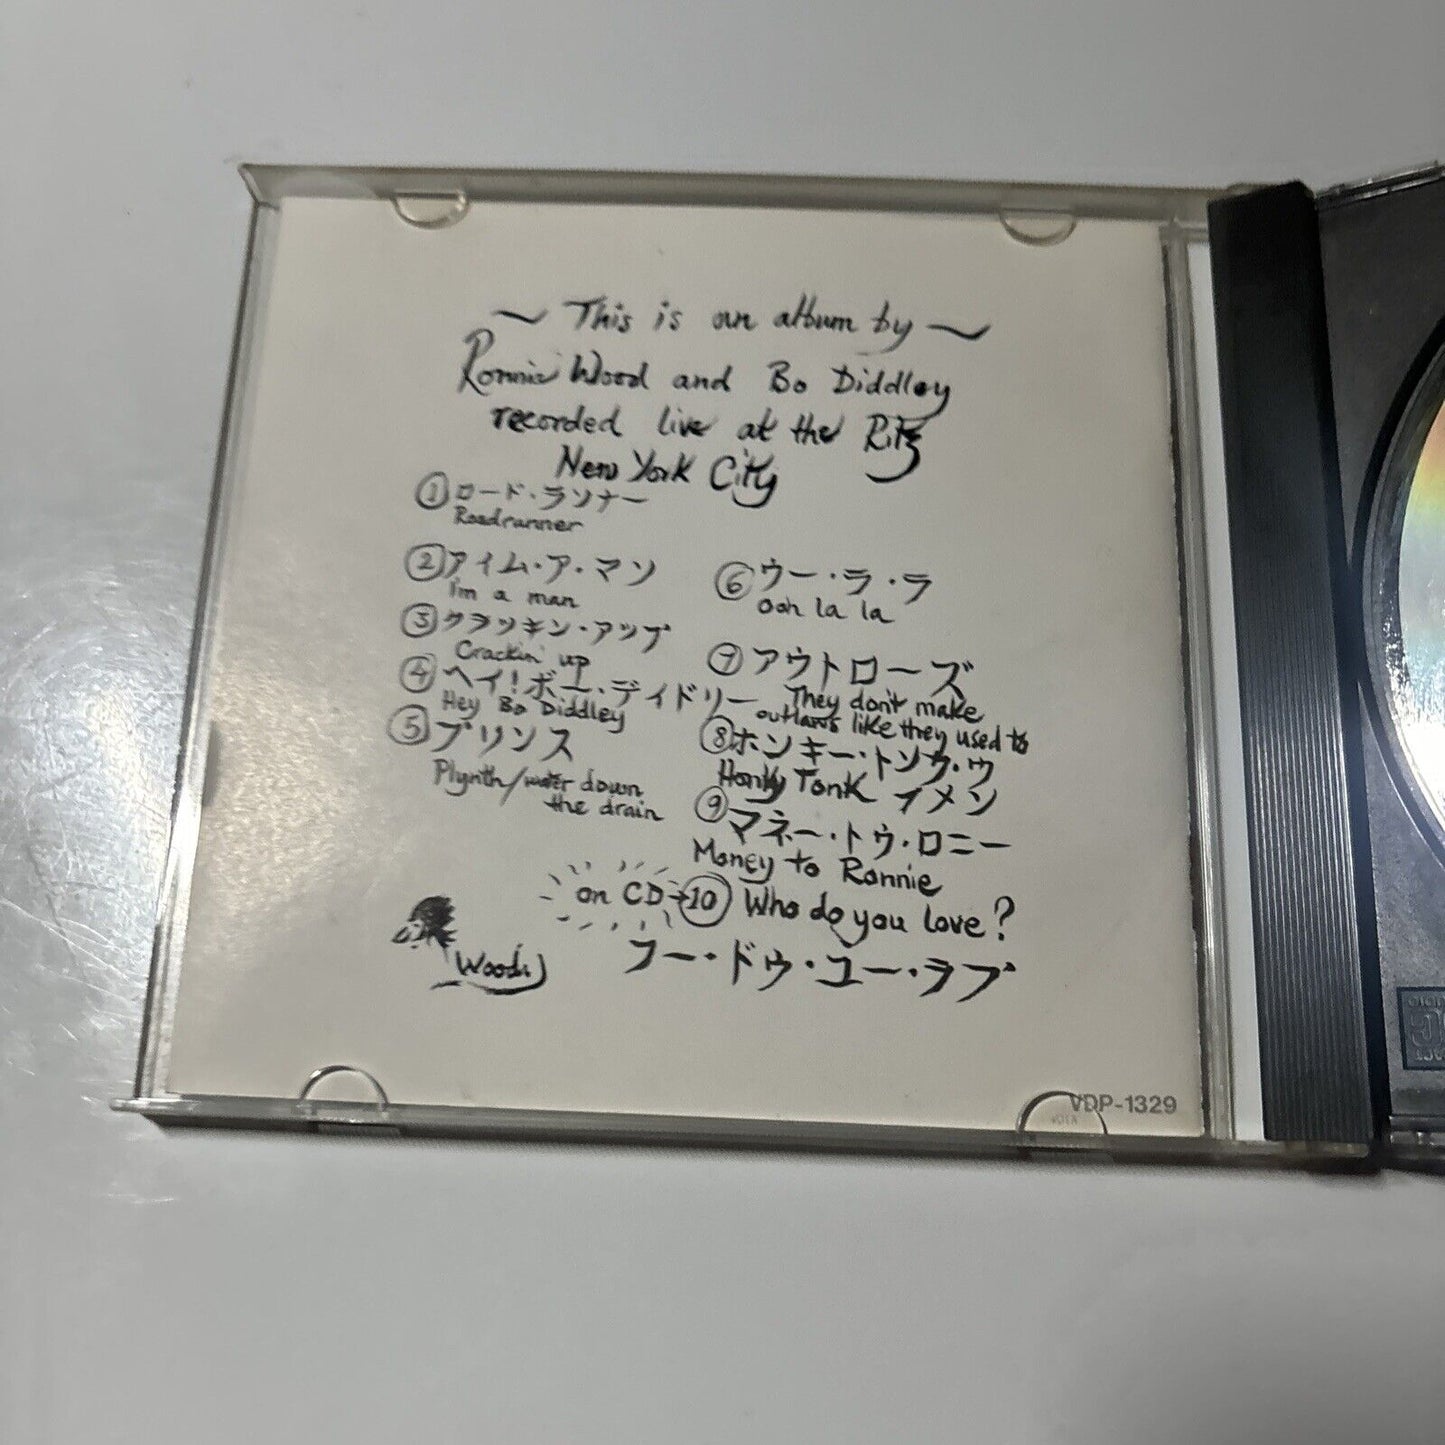 ~ This is an album by ~
Ronnie Wood and Bo Diddley
recorded live at the Ritz
New York City
① ロード・ランナー
Roadrunner
② アイム・ア・マン
I'm a man
③ クラッキン・アップ
Crackin' up
④ ヘイ!ボー・ディドリー
Hey Bo Diddley
⑤ プリンス
Plynth/water down
the drain
⑥ ウー・ラ・ラ
Ooh la la
⑦ アウトローズ
They don't make
outlaws like they used to
⑧ ホンキー・トンク・ウ
Honky Tonk イメン
⑨ マネー・トゥ・ロニー
Money to Ronnie
on CD → ⑩ Who do you love?
フー・ドゥ・ユー・ラブ
Woody
VDP-1329